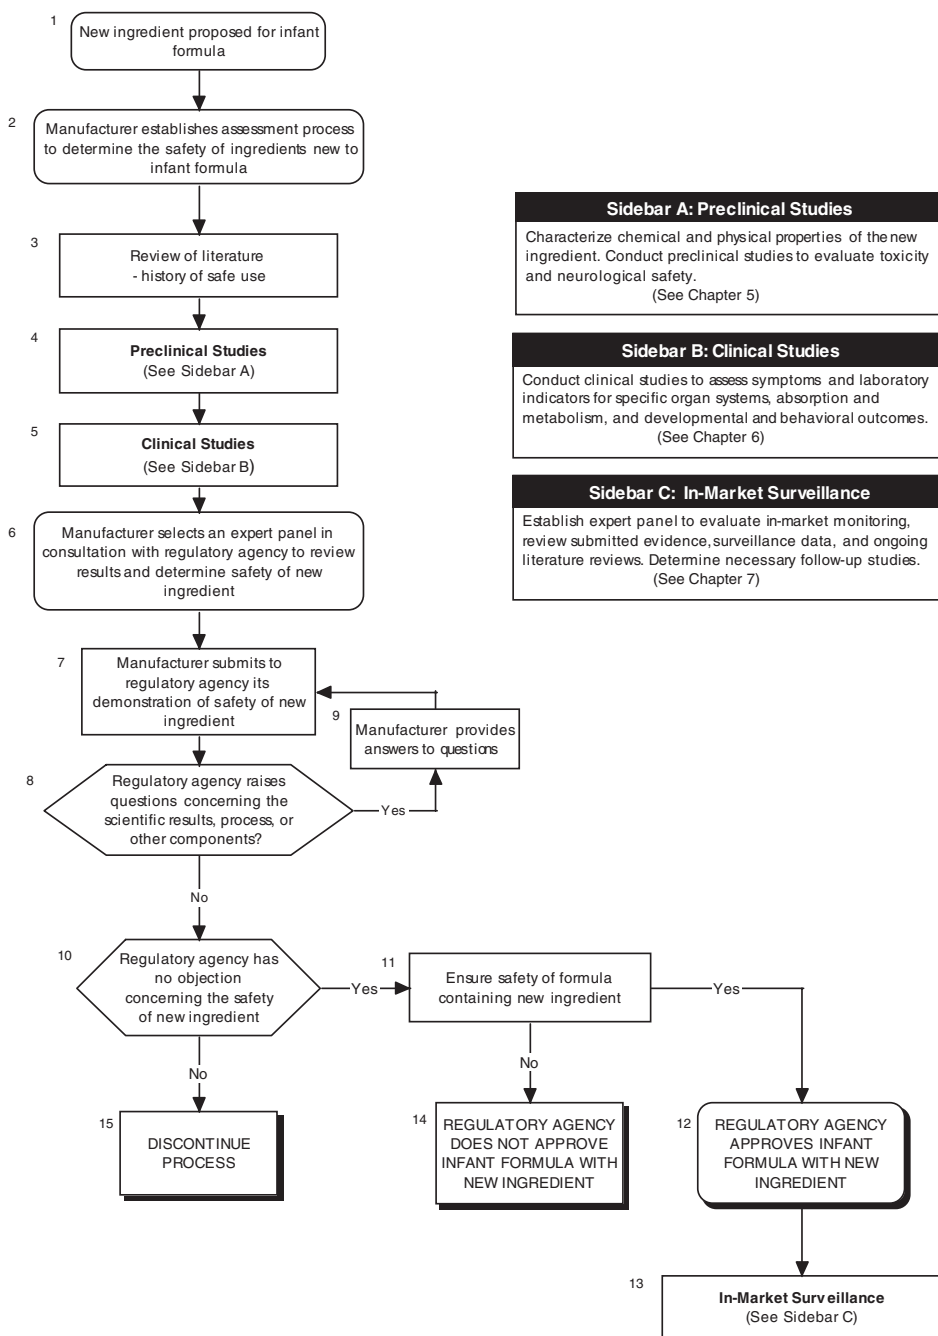 1
New ingredient proposed for infant
formula
2
Manufacturer establishes assessment process
to determine the safety of ingredients new to
infant formula
3
Review of literature
- history of safe use
4
Preclinical Studies
(See Sidebar A)
5
Clinical Studies
(See Sidebar B)
6
Manufacturer selects an expert panel in
consultation with regulatory agency to review
results and determine safety of new
ingredient
7
Manufacturer submits to
regulatory agency its
demonstration of safety of new
ingredient
9
Manufacturer provides
answers to questions
8
Regulatory agency raises
questions concerning the
scientific results, process, or
other components?
Yes
No
10
Regulatory agency has
no objection
concerning the safety
of new ingredient
Yes
11
Ensure safety of formula
containing new ingredient
Yes
No
No
15
DISCONTINUE
PROCESS
14
REGULATORY AGENCY
DOES NOT APPROVE
INFANT FORMULA WITH
NEW INGREDIENT
12
REGULATORY AGENCY
APPROVES INFANT
FORMULA WITH NEW
INGREDIENT
13
In-Market Surveillance
(See Sidebar C)
Sidebar A: Preclinical Studies
Characterize chemical and physical properties of the new
ingredient. Conduct preclinical studies to evaluate toxicity
and neurological safety.
(See Chapter 5)
Sidebar B: Clinical Studies
Conduct clinical studies to assess symptoms and laboratory
indicators for specific organ systems, absorption and
metabolism, and developmental and behavioral outcomes.
(See Chapter 6)
Sidebar C: In-Market Surveillance
Establish expert panel to evaluate in-market monitoring,
review submitted evidence, surveillance data, and ongoing
literature reviews. Determine necessary follow-up studies.
(See Chapter 7)